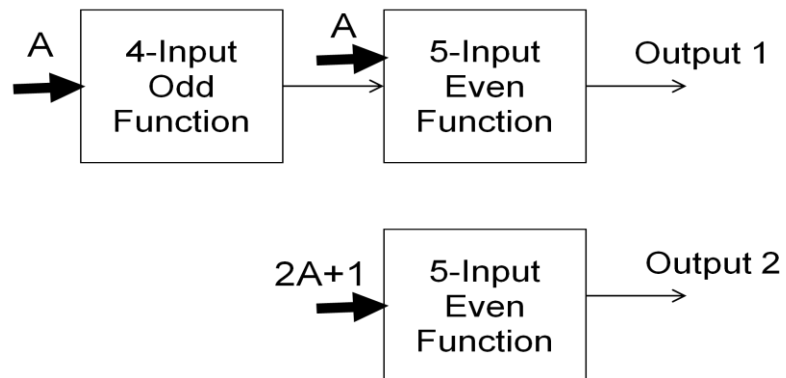 A
4-Input
Odd
Function
A
5-Input
Even
Function
Output 1
2A+1
5-Input
Even
Function
Output 2